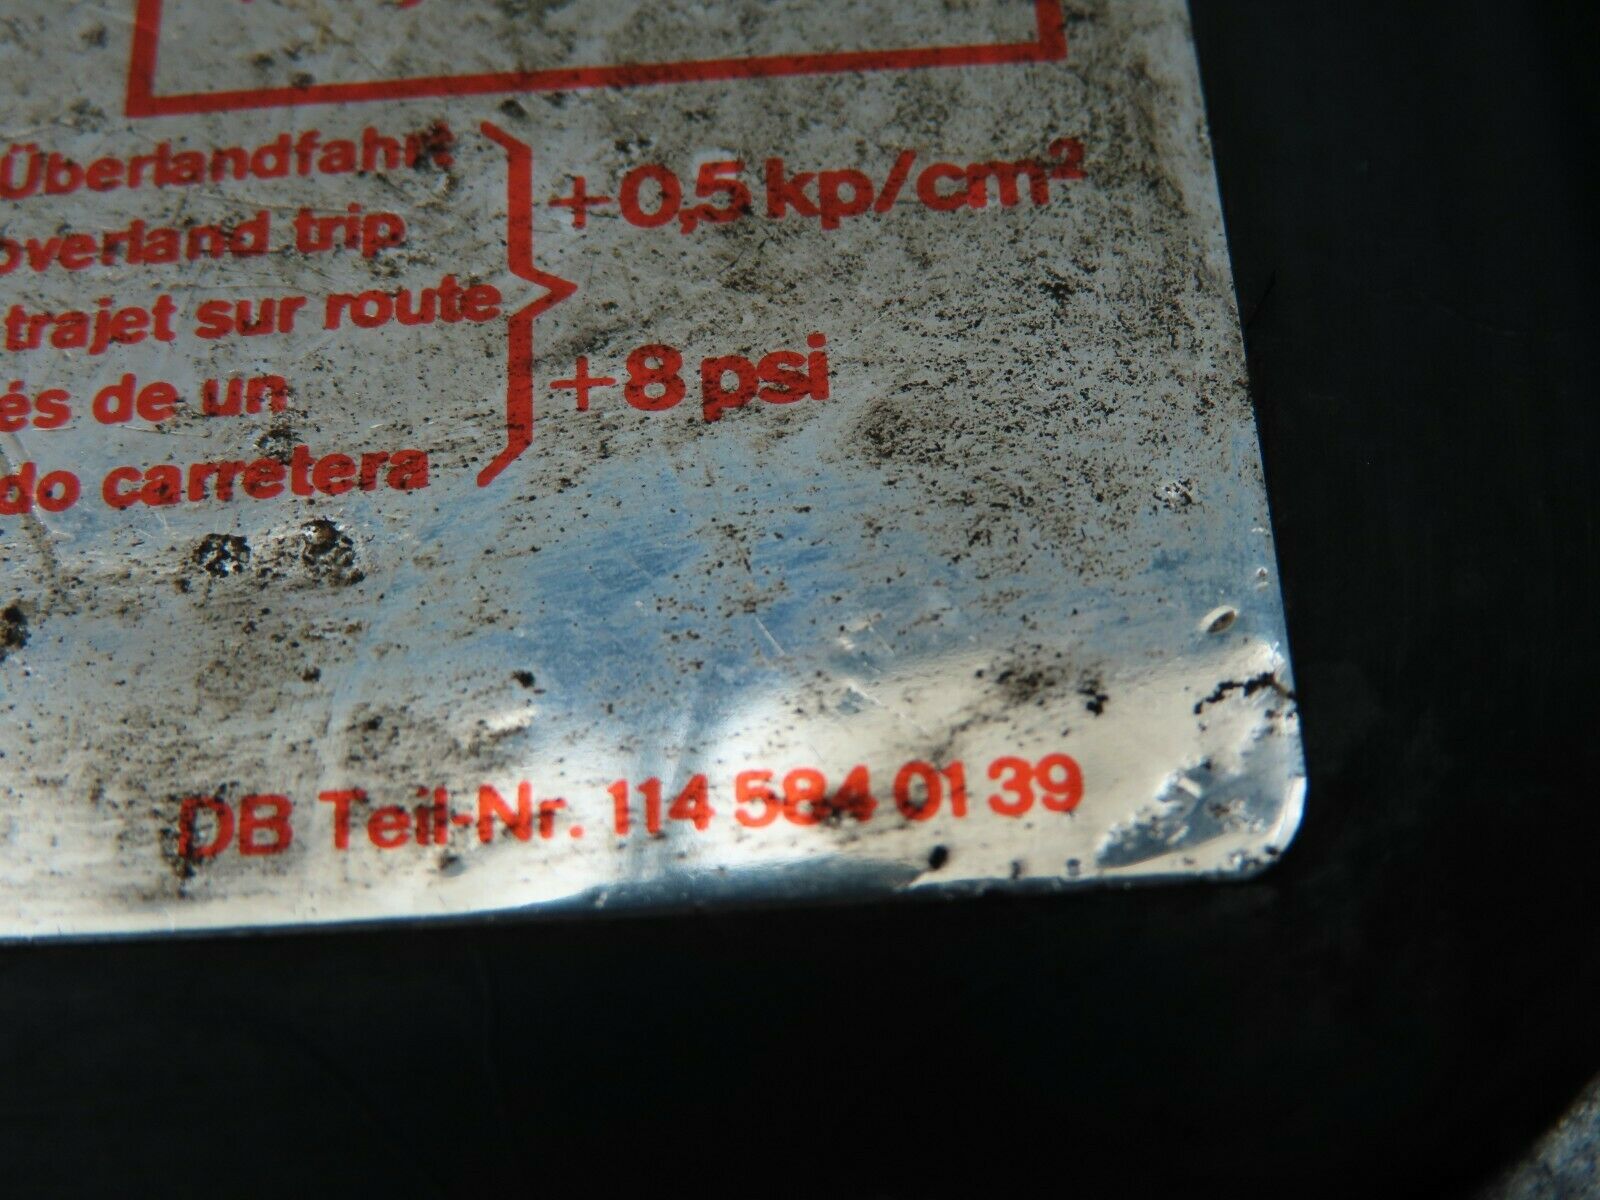 Überlandfahrt
+0,5 kp/cm²
overland trip
trajet sur route
+8 psi
és de un
do carretera
DB Teil-Nr. 114 584 01 39